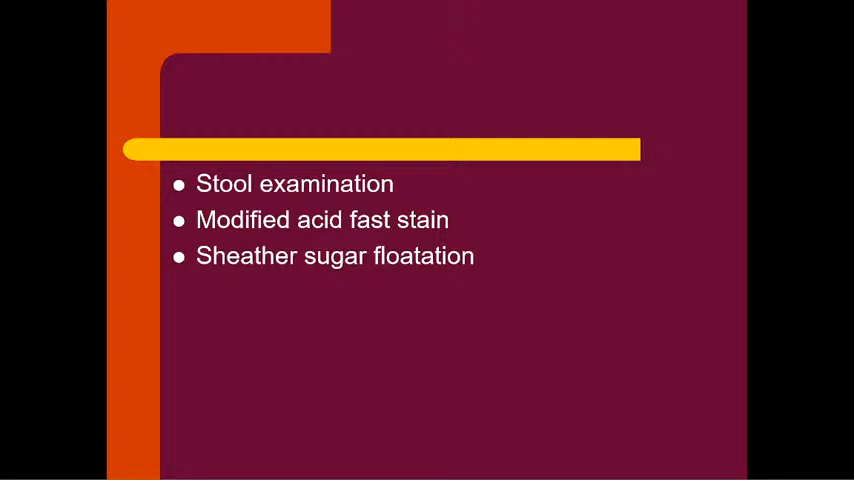 Stool examination
Modified acid fast stain
Sheather sugar floatation